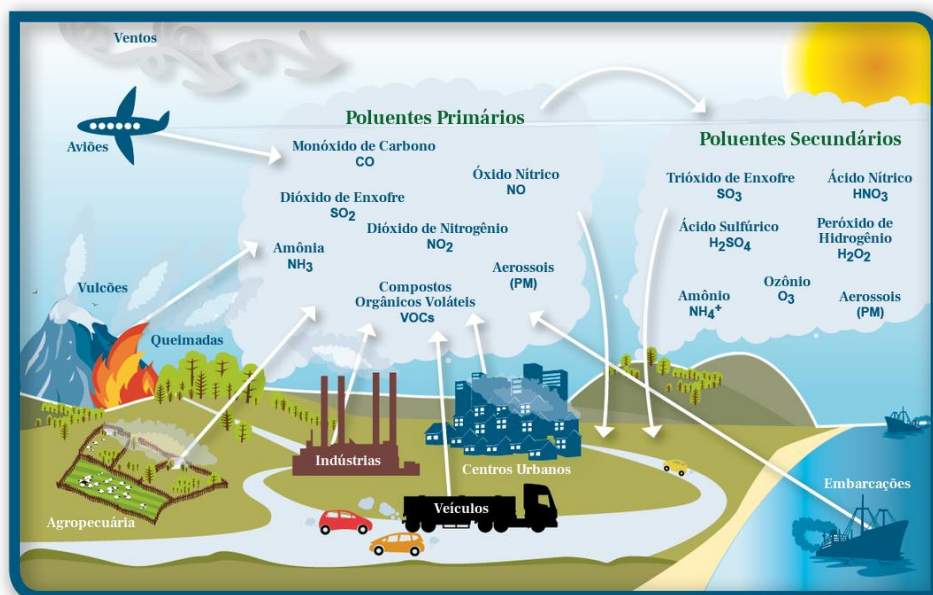 Ventos
Aviões
Poluentes Primários
Monóxido de Carbono
CO
Óxido Nítrico
NO
Dióxido de Enxofre
SO₂
Dióxido de Nitrogênio
NO₂
Amônia
NH₃
Aerossois
(PM)
Compostos
Orgânicos Voláteis
VOCs
Poluentes Secundários
Trióxido de Enxofre
SO₃
Ácido Nítrico
HNO₃
Ácido Sulfúrico
H₂SO₄
Peróxido de
Hidrogênio
H₂O₂
Ozônio
O₃
Amônio
NH₄⁺
Aerossois
(PM)
Vulcões
Queimadas
Indústrias
Centros Urbanos
Agropecuária
Veículos
Embarcações